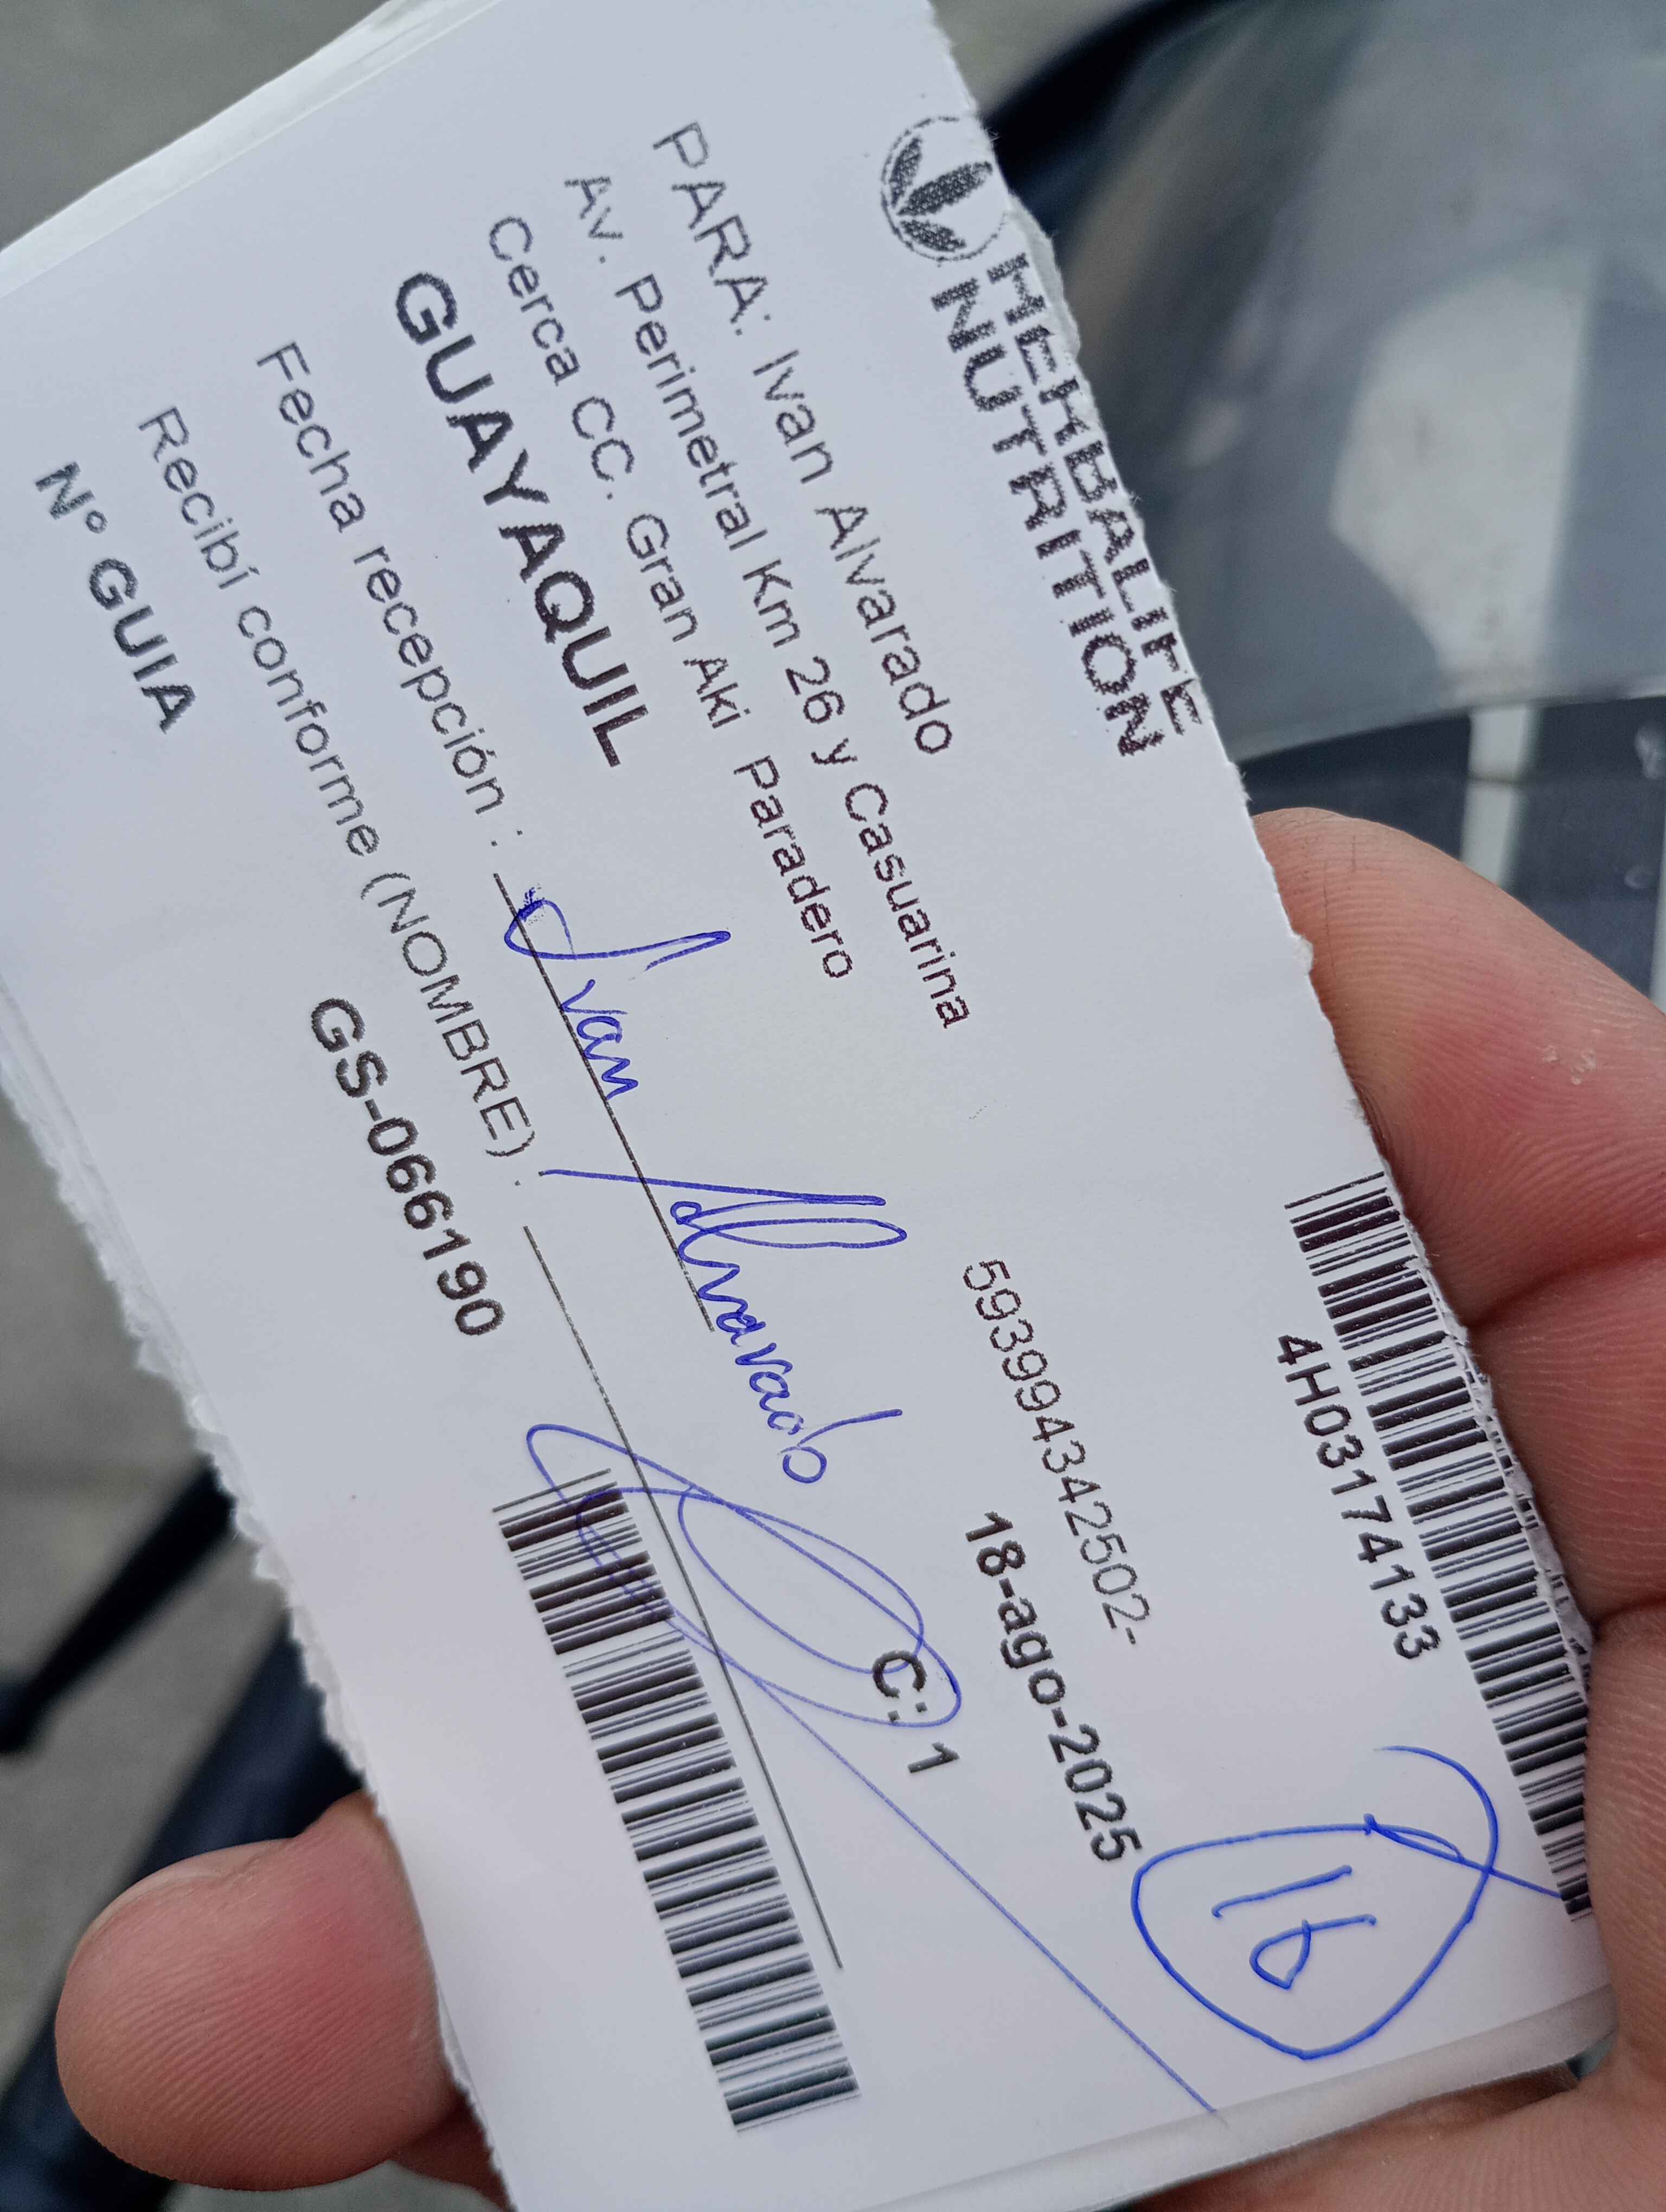 HERBALIFE
NUTRITION
4H03174133
PARA: Ivan Alvarado
593994342502-
Av. Perimetral Km 26 y Casuarina
18-ago-2025
16
Cerca CC. Gran Aki Paradero
GUAYAQUIL
C: 1
Fecha recepción :
Ivan Alvarado
Recibí conforme (NOMBRE) :
Nº GUIA
GS-066190